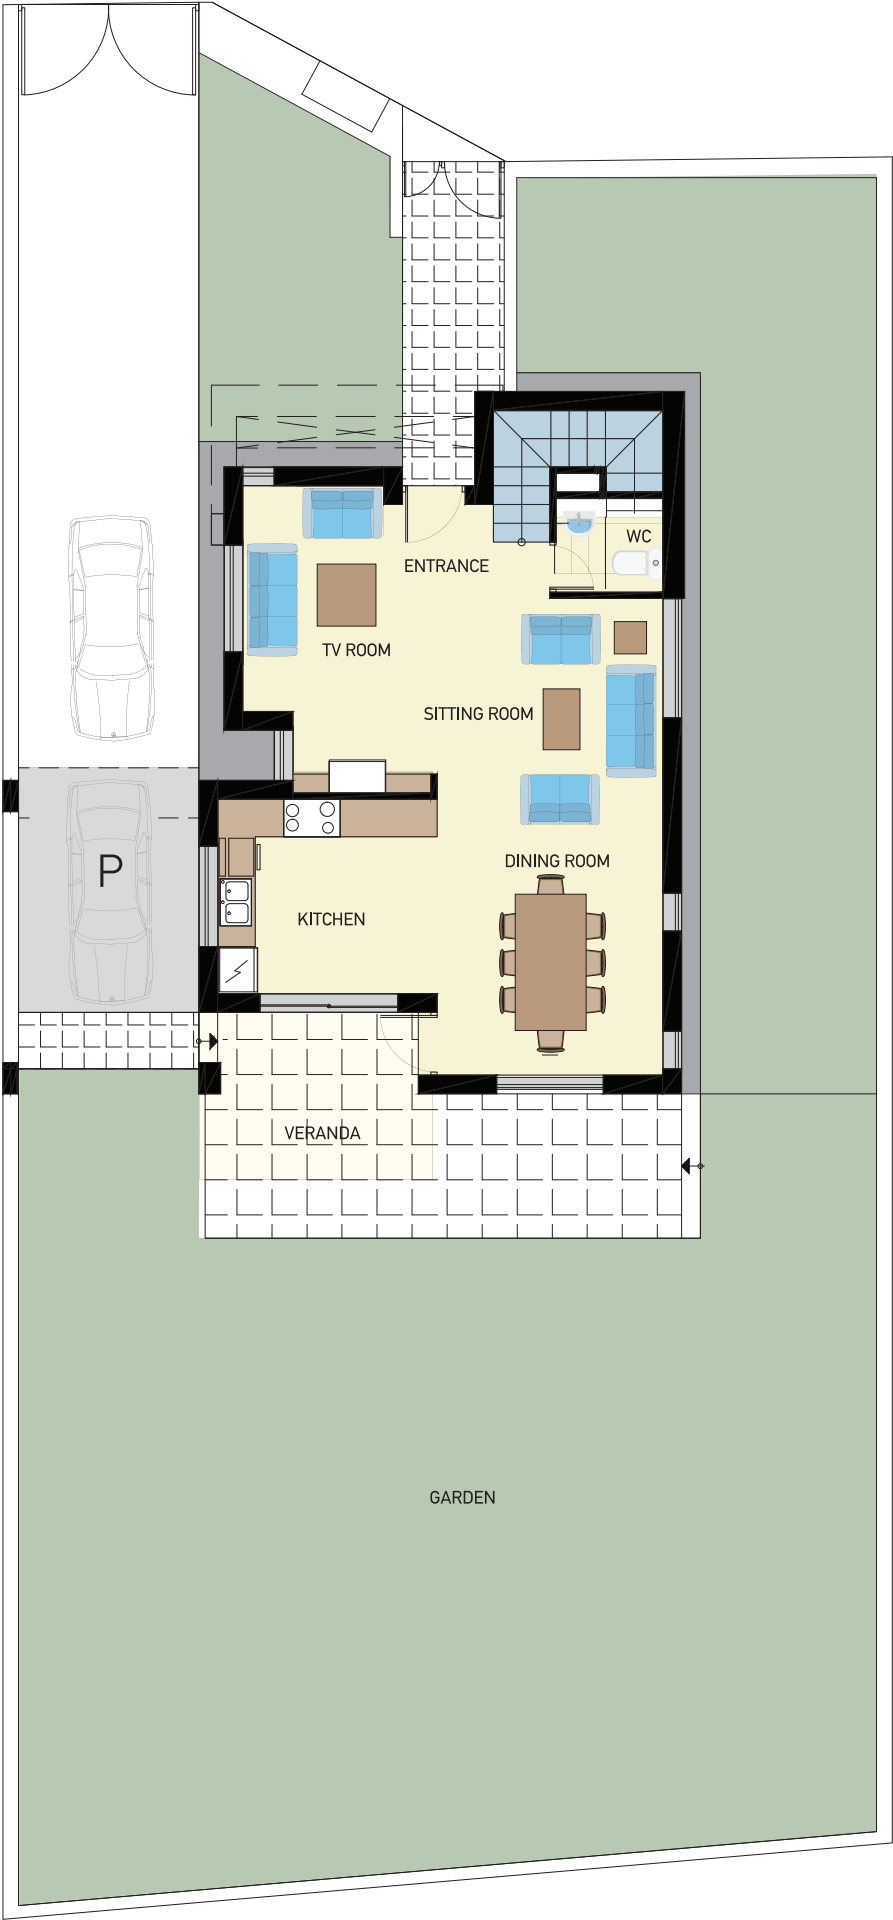 WC
ENTRANCE
TV ROOM
SITTING ROOM
DINING ROOM
P
KITCHEN
VERANDA
GARDEN